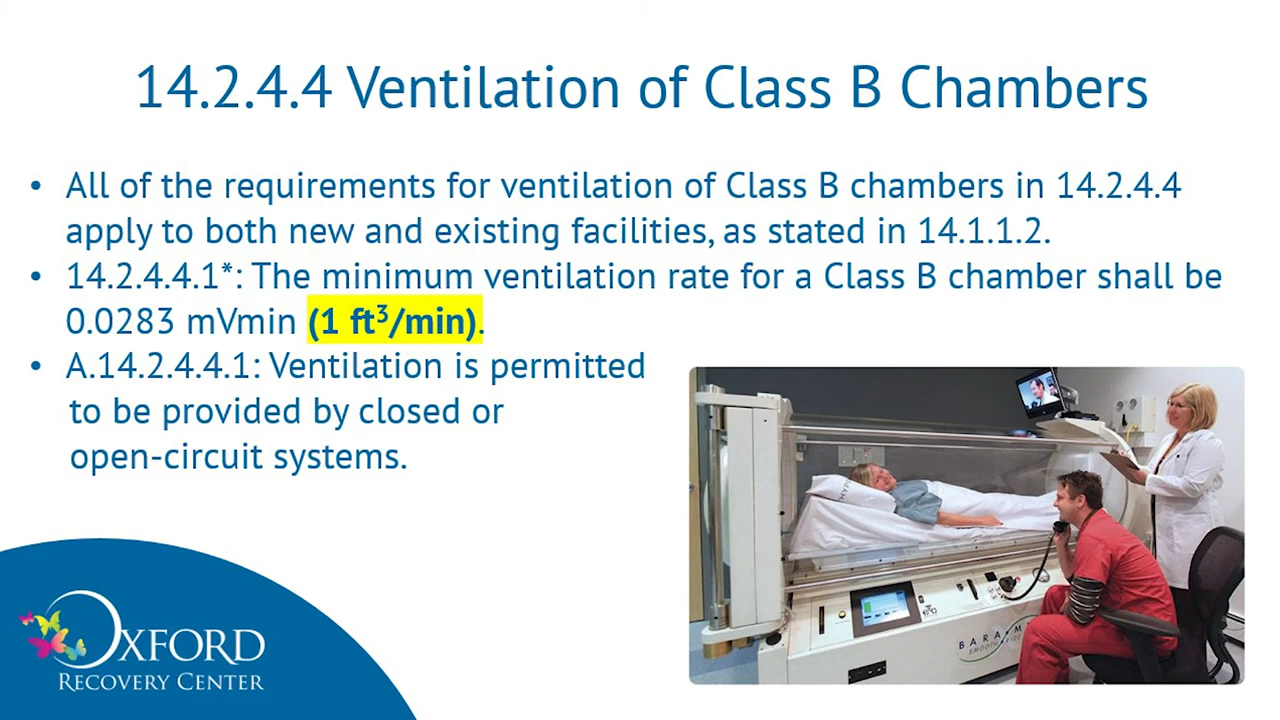 14.2.4.4 Ventilation of Class B Chambers
• All of the requirements for ventilation of Class B chambers in 14.2.4.4
apply to both new and existing facilities, as stated in 14.1.1.2.
• 14.2.4.4.1*: The minimum ventilation rate for a Class B chamber shall be
0.0283 mVmin (1 ft³/min).
• A.14.2.4.4.1: Ventilation is permitted
to be provided by closed or
open-circuit systems.
OXFORD
RECOVERY CENTER